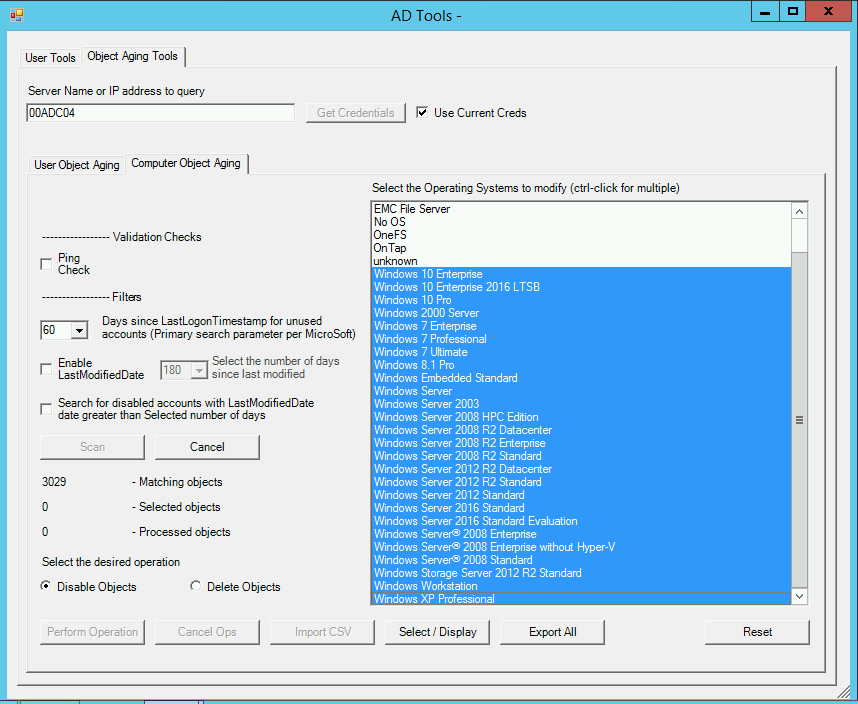 AD Tools -
User Tools
Object Aging Tools
Server Name or IP address to query
00ADC04
Get Credentials
Use Current Creds
User Object Aging
Computer Object Aging
Select the Operating Systems to modify (ctrl-click for multiple)
----------------- Validation Checks
Ping
Check
----------------- Filters
60
Days since LastLogonTimestamp for unused
accounts (Primary search parameter per MicroSoft)
Enable
LastModifiedDate
180
Select the number of days
since last modified
Search for disabled accounts with LastModifiedDate
date greater than Selected number of days
Scan
Cancel
3029 - Matching objects
0 - Selected objects
0 - Processed objects
Select the desired operation
Disable Objects
Delete Objects
EMC File Server
No OS
OneFS
OnTap
unknown
Windows 10 Enterprise
Windows 10 Enterprise 2016 LTSB
Windows 10 Pro
Windows 2000 Server
Windows 7 Enterprise
Windows 7 Professional
Windows 7 Ultimate
Windows 8.1 Pro
Windows Embedded Standard
Windows Server
Windows Server 2003
Windows Server 2008 HPC Edition
Windows Server 2008 R2 Datacenter
Windows Server 2008 R2 Enterprise
Windows Server 2008 R2 Standard
Windows Server 2012 R2 Datacenter
Windows Server 2012 R2 Standard
Windows Server 2012 Standard
Windows Server 2016 Standard
Windows Server 2016 Standard Evaluation
Windows Server® 2008 Enterprise
Windows Server® 2008 Enterprise without Hyper-V
Windows Server® 2008 Standard
Windows Storage Server 2012 R2 Standard
Windows Workstation
Windows XP Professional
Perform Operation
Cancel Ops
Import CSV
Select / Display
Export All
Reset